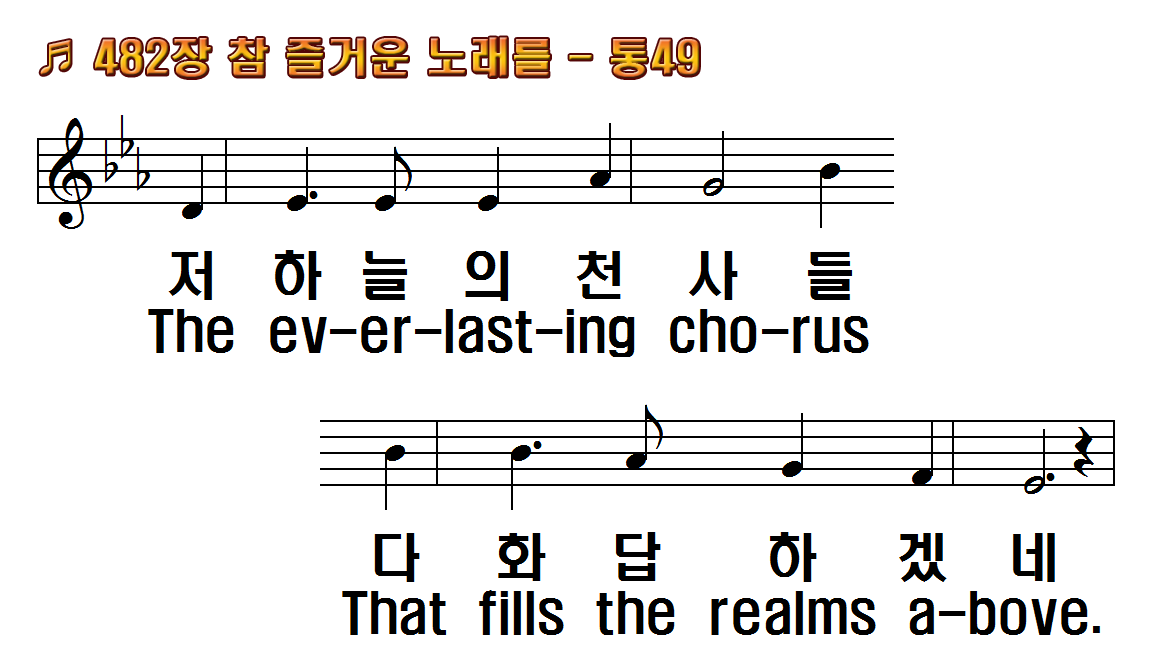 ♬ 482장 참 즐거운 노래를 - 통49
저 하 늘 의 천 사 들
The ev-er-last-ing cho-rus
다 화 답 하 겠 네
That fills the realms a-bove.